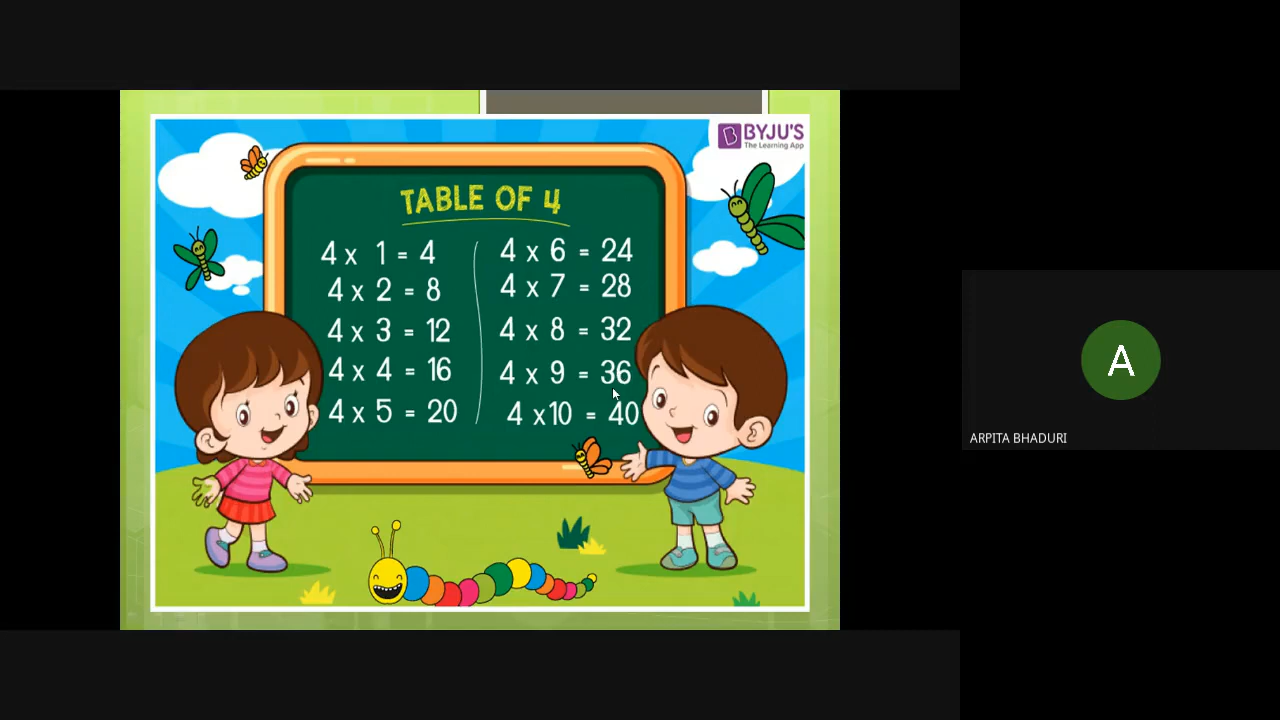 BYJU'S
The Learning App
TABLE OF 4
4 x 1 = 4
4 x 2 = 8
4 x 3 = 12
4 x 4 = 16
4 x 5 = 20
4 x 6 = 24
4 x 7 = 28
4 x 8 = 32
4 x 9 = 36
4 x10 = 40
A
ARPITA BHADURI